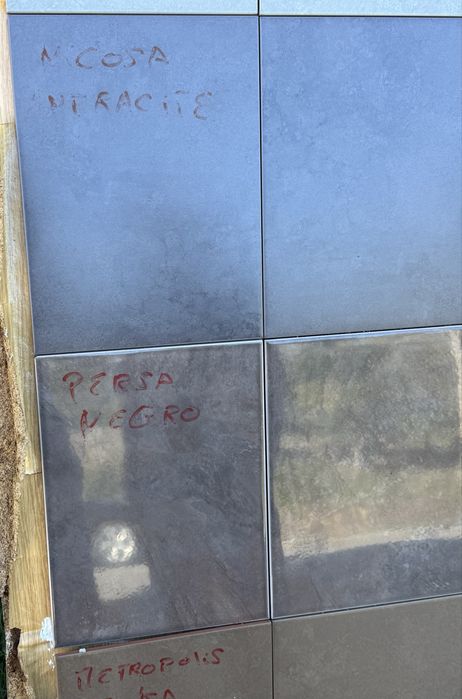 NICOSA
NTRACITE
PERSA
NEGRO
METROPOLIS